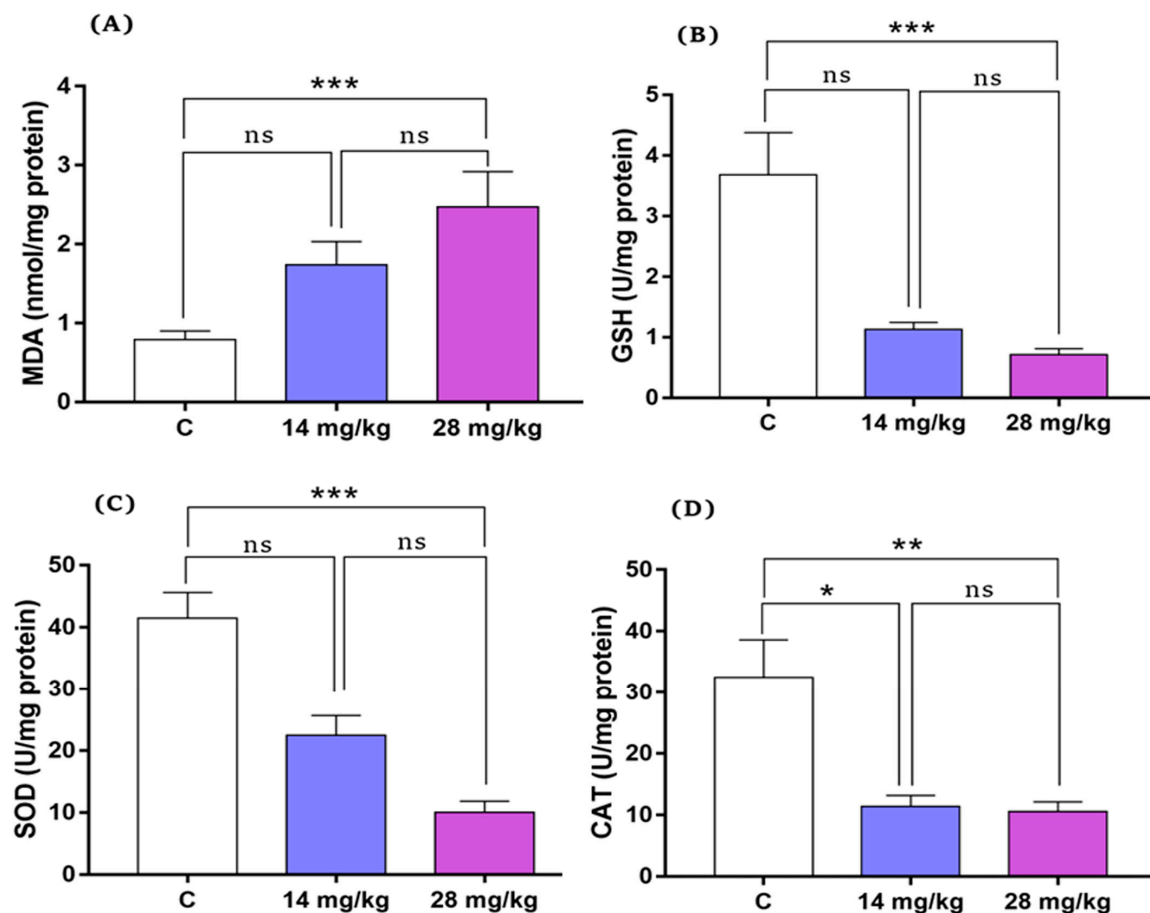 (A)
***
ns ns
MDA (nmol/mg protein)
4
3
2
1
0
C 14 mg/kg 28 mg/kg
(B)
***
ns ns
GSH (U/mg protein)
5
4
3
2
1
0
C 14 mg/kg 28 mg/kg
(C)
***
ns ns
SOD (U/mg protein)
50
40
30
20
10
0
C 14 mg/kg 28 mg/kg
(D)
**
* ns
CAT (U/mg protein)
50
40
30
20
10
0
C 14 mg/kg 28 mg/kg